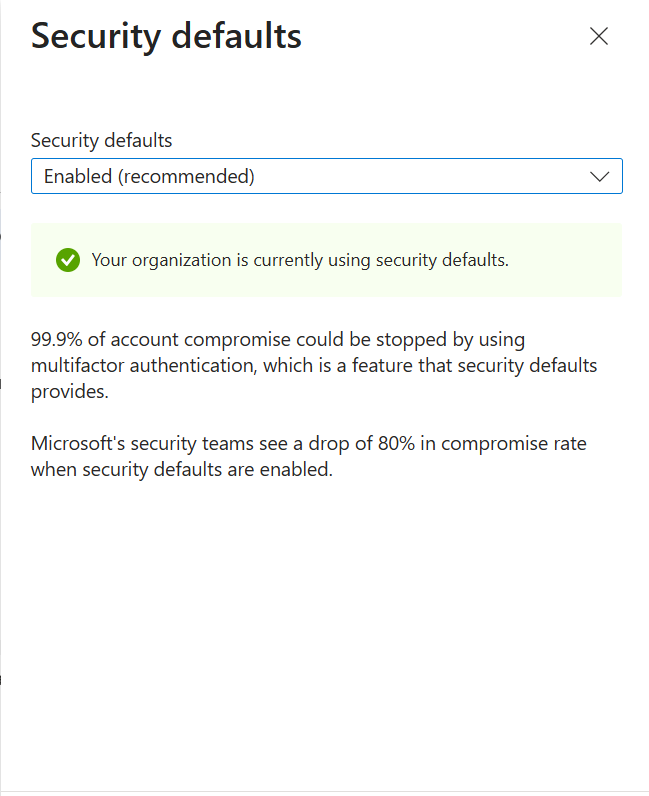 Security defaults
Security defaults
Enabled (recommended)
Your organization is currently using security defaults.
99.9% of account compromise could be stopped by using
multifactor authentication, which is a feature that security defaults
provides.
Microsoft's security teams see a drop of 80% in compromise rate
when security defaults are enabled.